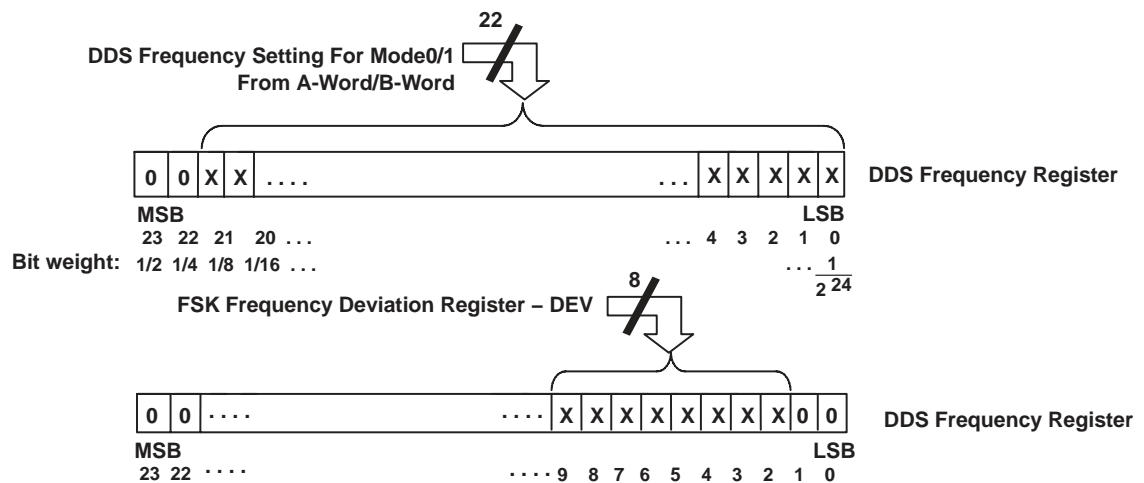 22
DDS Frequency Setting For Mode0/1
From A-Word/B-Word
0 0 X X .... ... X X X X X DDS Frequency Register
MSB LSB
23 22 21 20 ... ... 4 3 2 1 0
Bit weight: 1/2 1/4 1/8 1/16 ... ... 1
2 24
8
FSK Frequency Deviation Register – DEV
0 0 .... .... X X X X X X X X 0 0 DDS Frequency Register
MSB LSB
23 22 .... .... 9 8 7 6 5 4 3 2 1 0